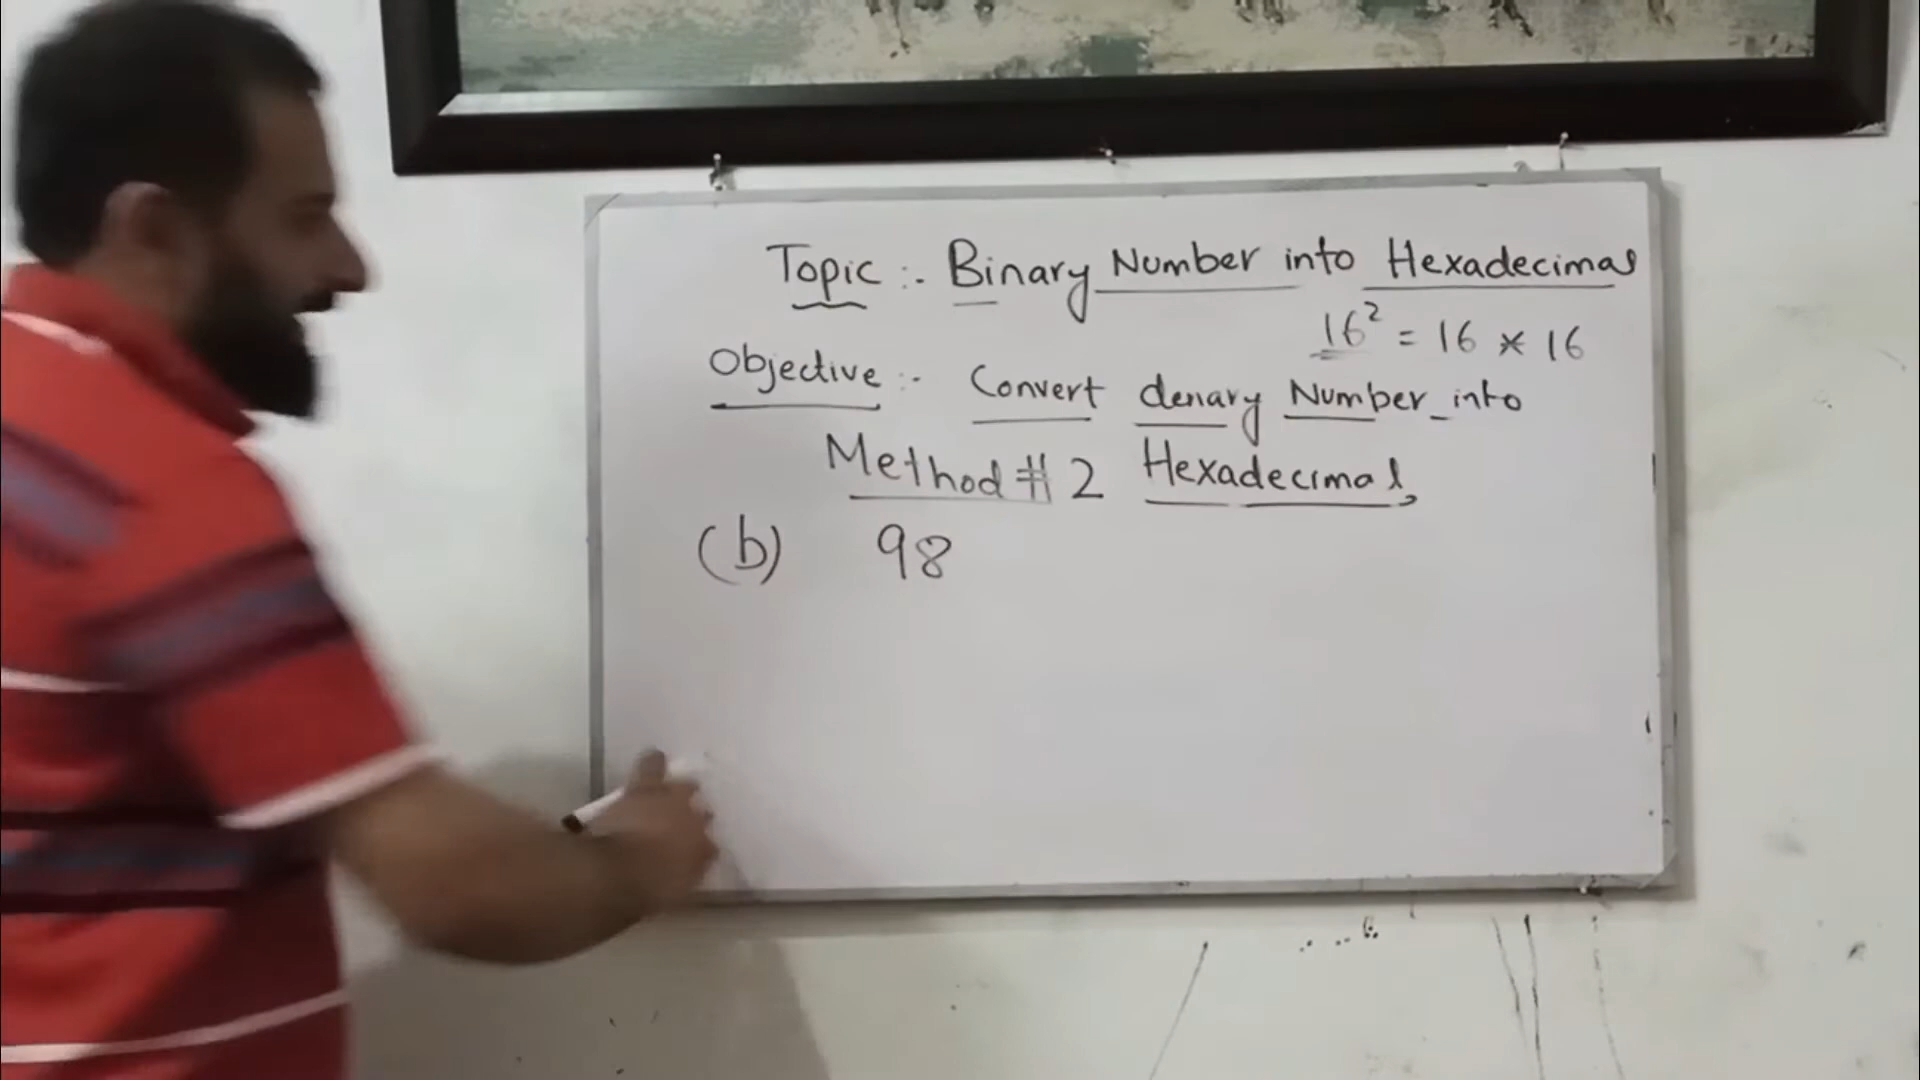 Topic :- Binary Number into Hexadecimal
16² = 16 * 16
Objective :- Convert denary Number into
Method # 2 Hexadecimal,
(b) 98